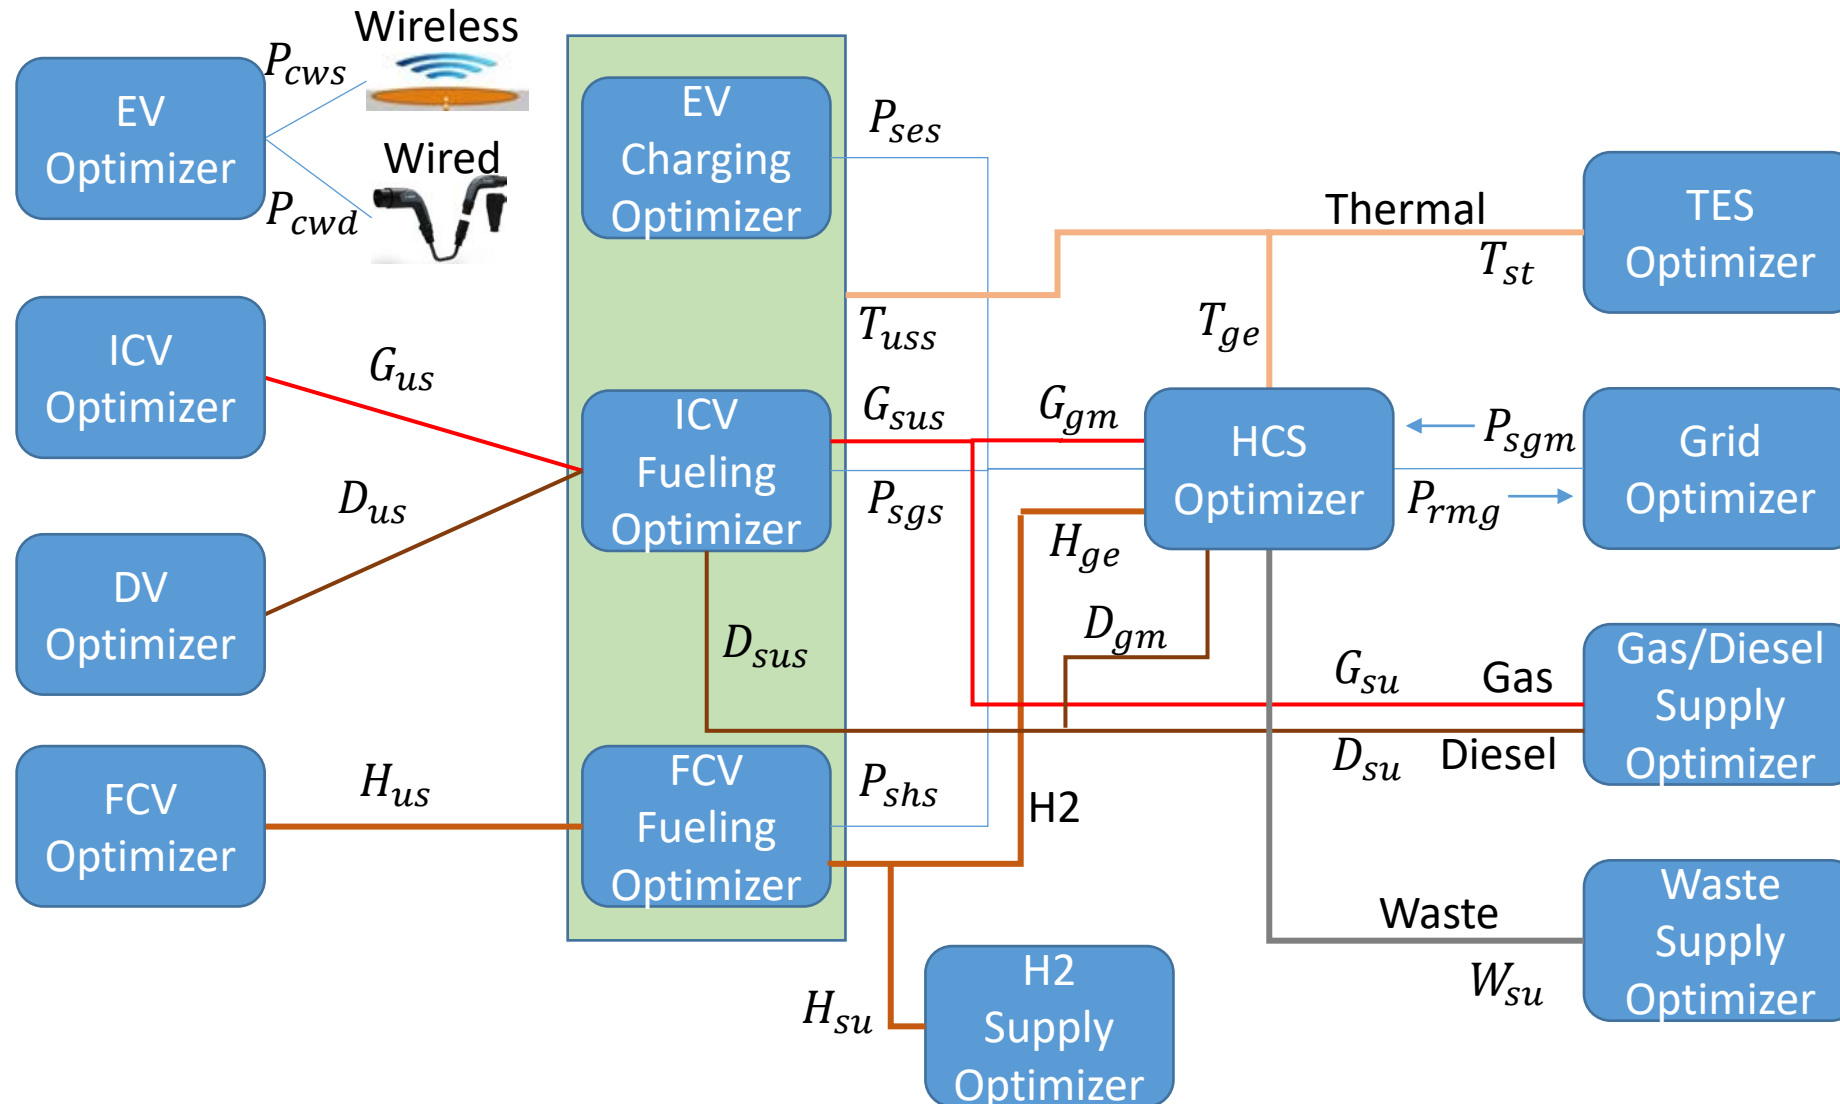 Wireless
P_cws
EV
Optimizer
Wired
P_cwd
EV
Charging
Optimizer
P_ses
Thermal
T_st
TES
Optimizer
T_uss
T_ge
ICV
Optimizer
G_us
ICV
Fueling
Optimizer
G_sus
G_gm
P_sgs
HCS
Optimizer
P_sgm
P_rmg
Grid
Optimizer
D_us
H_ge
DV
Optimizer
D_sus
D_gm
G_su
Gas
D_su
Diesel
Gas/Diesel
Supply
Optimizer
FCV
Optimizer
H_us
FCV
Fueling
Optimizer
P_shs
H2
Waste
W_su
Waste
Supply
Optimizer
H_su
H2
Supply
Optimizer